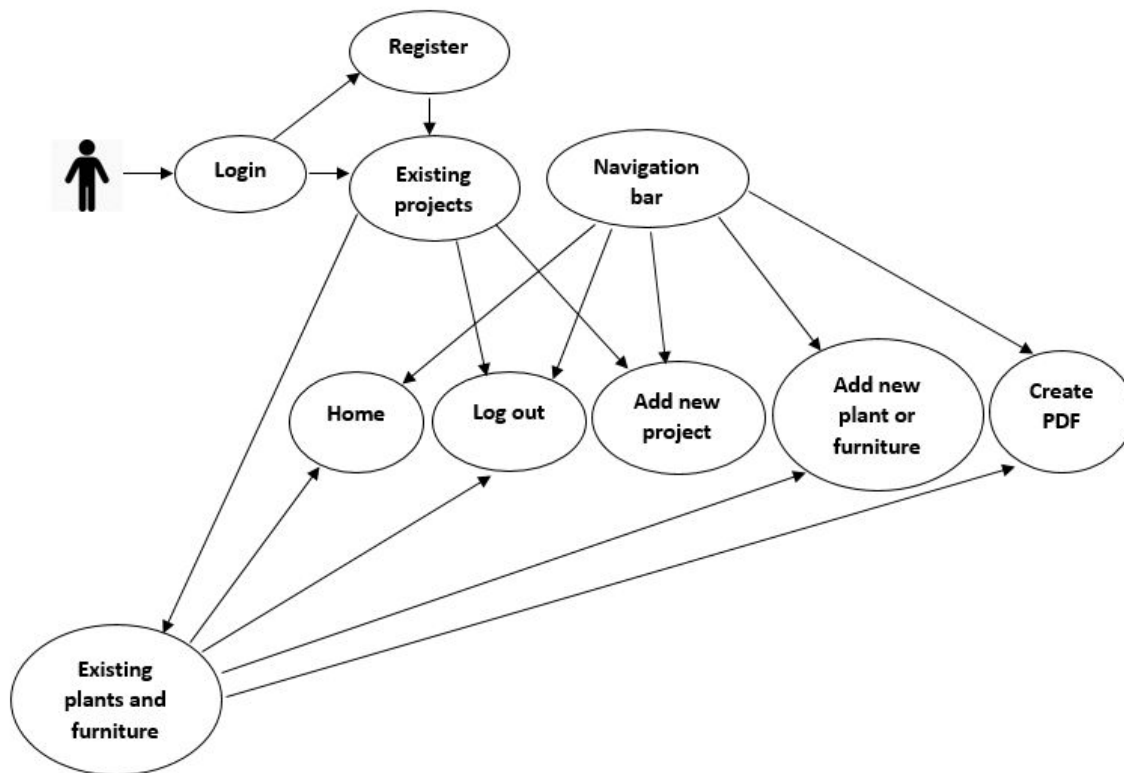 Register
Login
Existing
projects
Navigation
bar
Home
Log out
Add new
project
Add new
plant or
furniture
Create
PDF
Existing
plants and
furniture